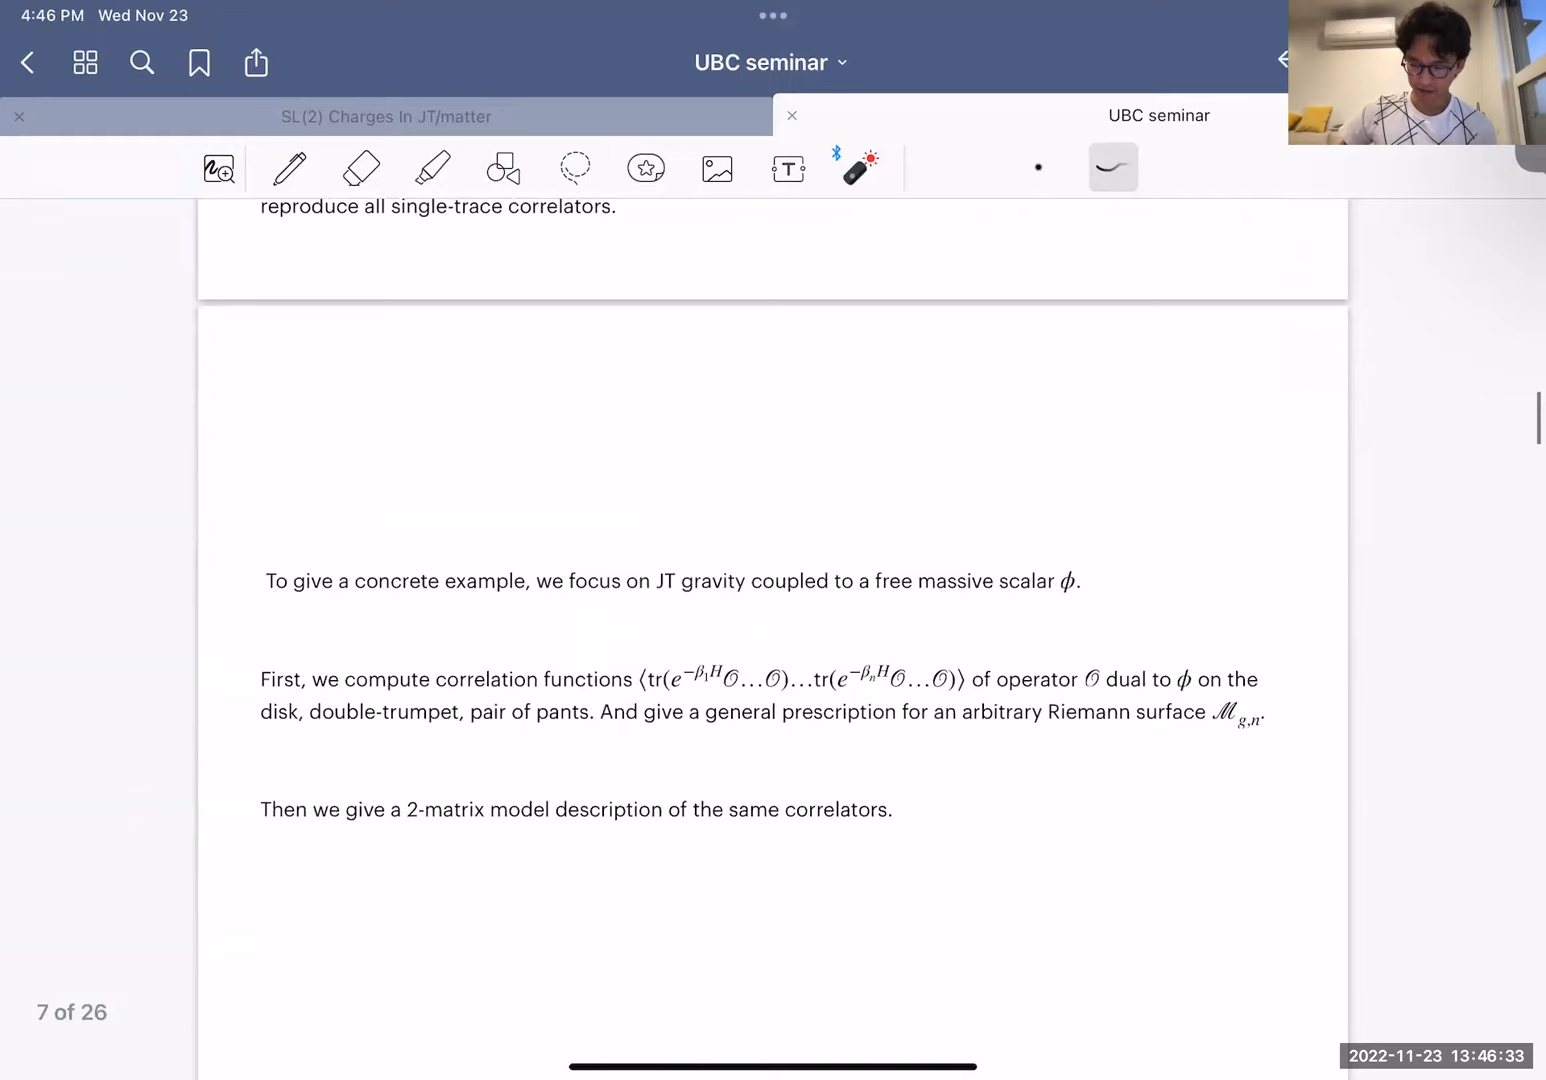 4:46 PM Wed Nov 23
UBC seminar
SL(2) Charges In JT/matter
UBC seminar
T
reproduce all single-trace correlators.
To give a concrete example, we focus on JT gravity coupled to a free massive scalar ϕ.
First, we compute correlation functions ⟨tr(e^{−β₁H}𝒪…𝒪)…tr(e^{−βₙH}𝒪…𝒪)⟩ of operator 𝒪 dual to ϕ on the
disk, double-trumpet, pair of pants. And give a general prescription for an arbitrary Riemann surface ℳ_{g,n}.
Then we give a 2-matrix model description of the same correlators.
7 of 26
2022-11-23 13:46:33